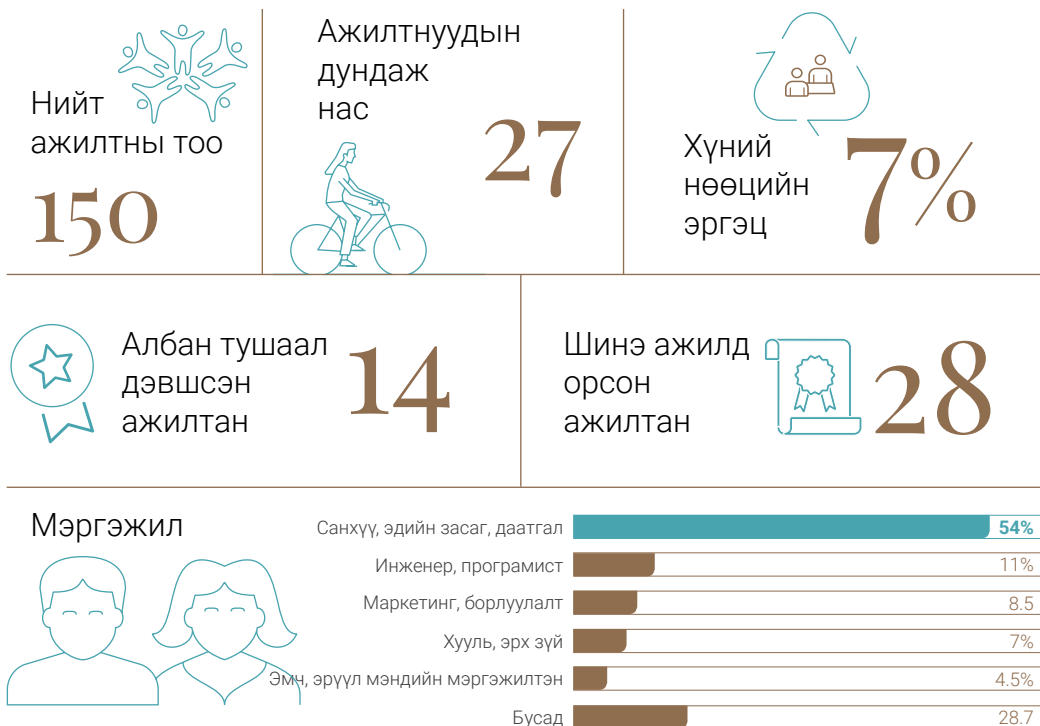 Нийт
ажилтны тоо
150
Ажилтнуудын
дундаж
нас
27
Хүний
нөөцийн
эргэц
7%
Албан тушаал
дэвшсэн
ажилтан
14
Шинэ ажилд
орсон
ажилтан
28
Мэргэжил
Санхүү, эдийн засаг, даатгал 54%
Инженер, програмист 11%
Маркетинг, борлуулалт 8.5
Хууль, эрх зүй 7%
Эмч, эрүүл мэндийн мэргэжилтэн 4.5%
Бусад 28.7